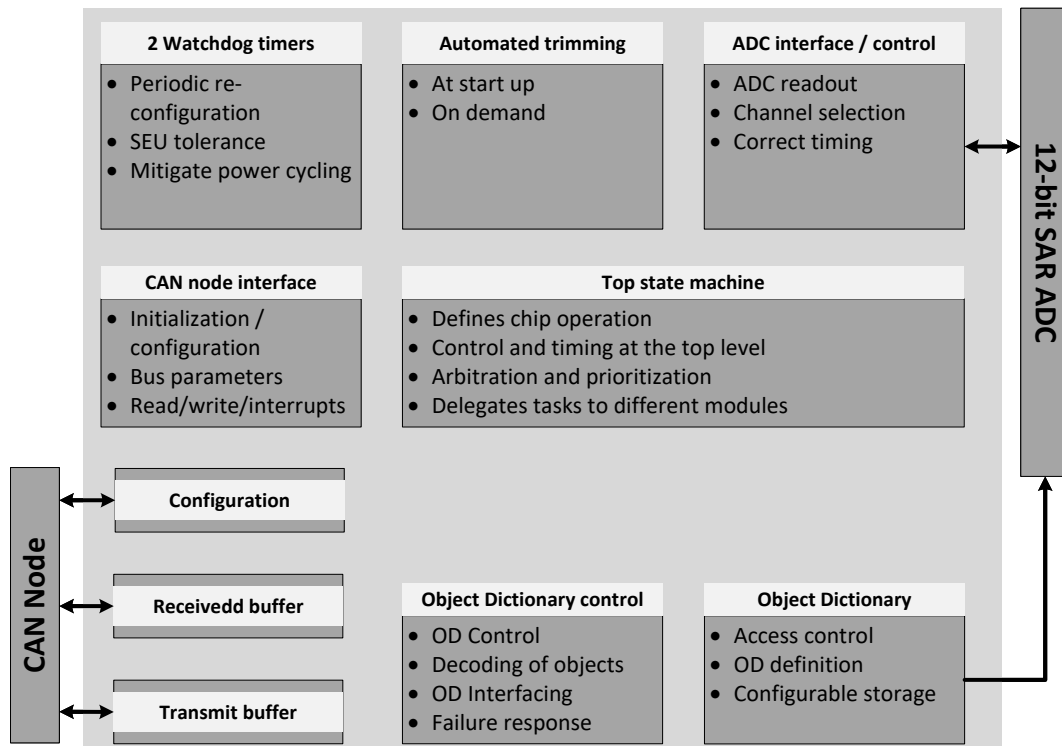 2 Watchdog timers
• Periodic re-
configuration
• SEU tolerance
• Mitigate power cycling
Automated trimming
• At start up
• On demand
ADC interface / control
• ADC readout
• Channel selection
• Correct timing
12-bit SAR ADC
CAN node interface
• Initialization /
configuration
• Bus parameters
• Read/write/interrupts
Top state machine
• Defines chip operation
• Control and timing at the top level
• Arbitration and prioritization
• Delegates tasks to different modules
CAN Node
Configuration
Receivedd buffer
Transmit buffer
Object Dictionary control
• OD Control
• Decoding of objects
• OD Interfacing
• Failure response
Object Dictionary
• Access control
• OD definition
• Configurable storage